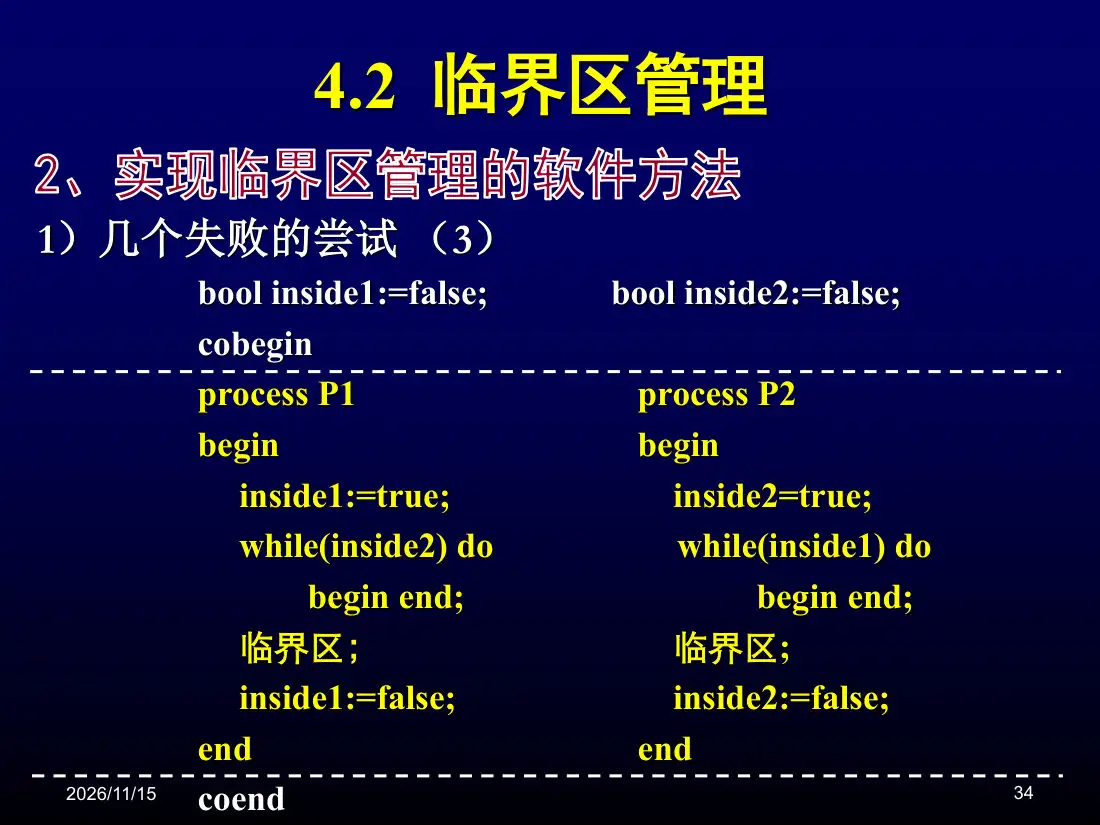 4.2 临界区管理
2、实现临界区管理的软件方法
1）几个失败的尝试 （3）
bool inside1:=false; bool inside2:=false;
cobegin
process P1 process P2
begin begin
inside1:=true; inside2=true;
while(inside2) do while(inside1) do
begin end; begin end;
临界区； 临界区;
inside1:=false; inside2:=false;
end end
coend
2026/11/15
34